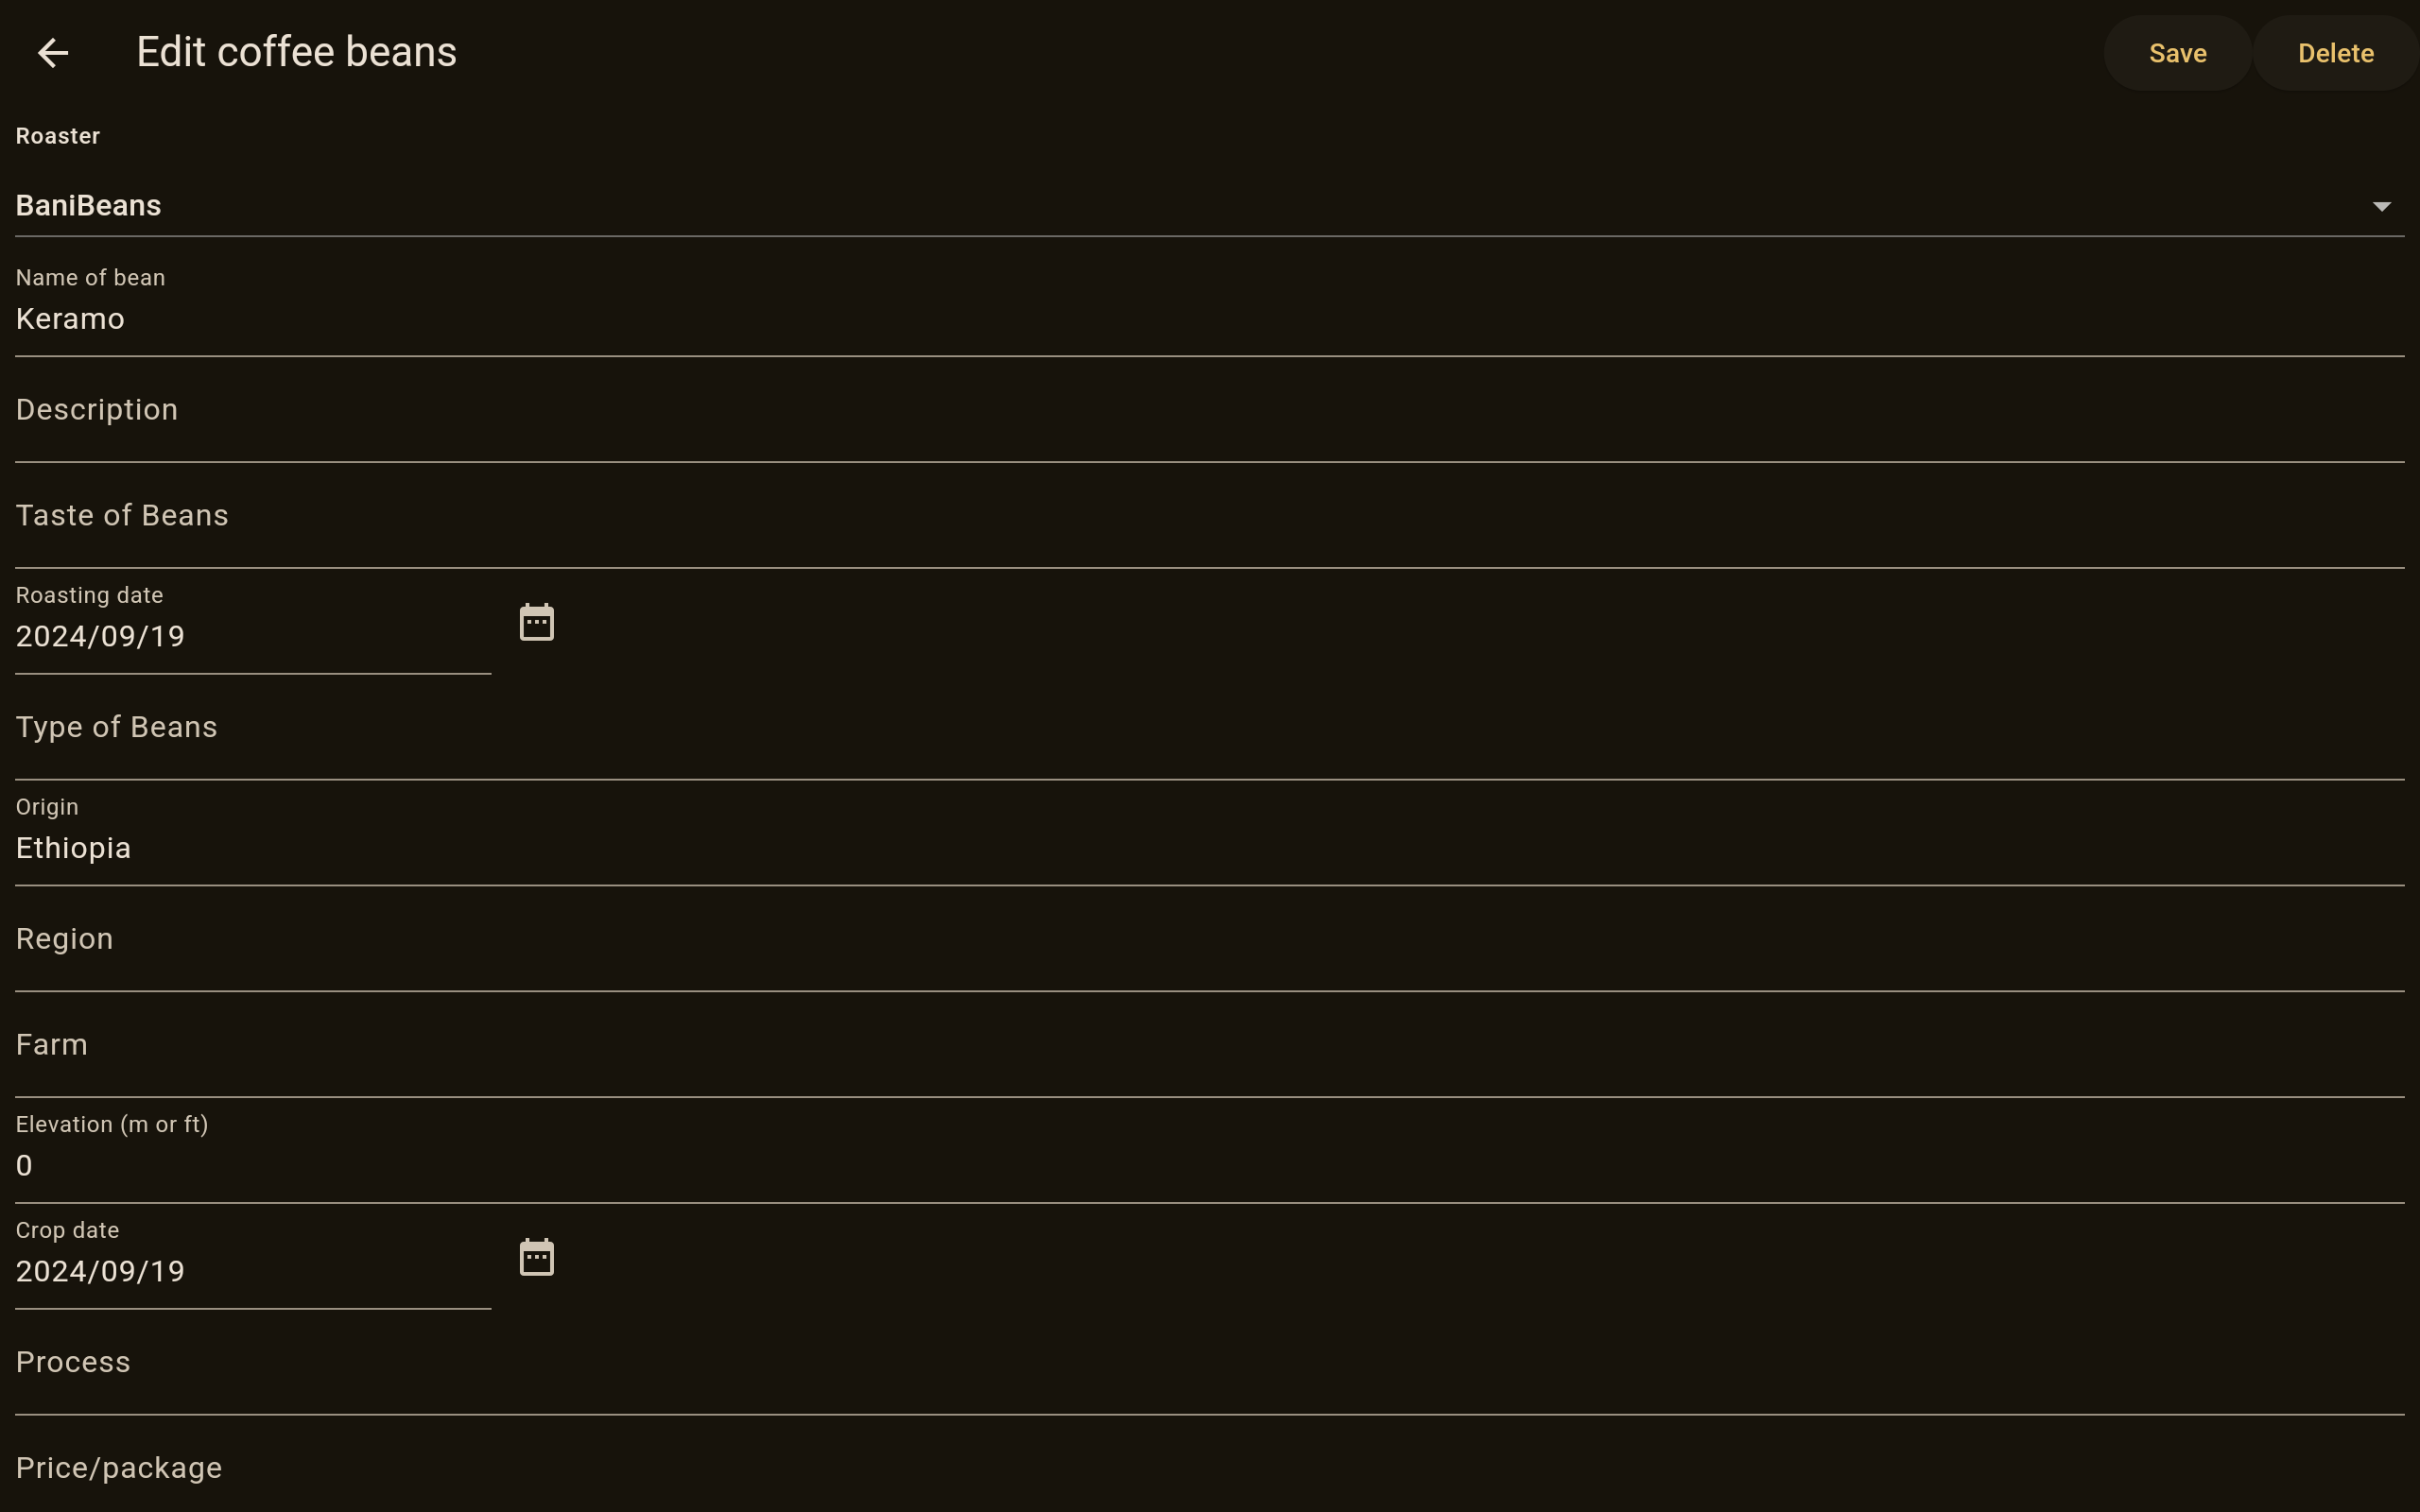 Edit coffee beans
Save
Delete
Roaster
BaniBeans
Name of bean
Keramo
Description
Taste of Beans
Roasting date
2024/09/19
Type of Beans
Origin
Ethiopia
Region
Farm
Elevation (m or ft)
0
Crop date
2024/09/19
Process
Price/package